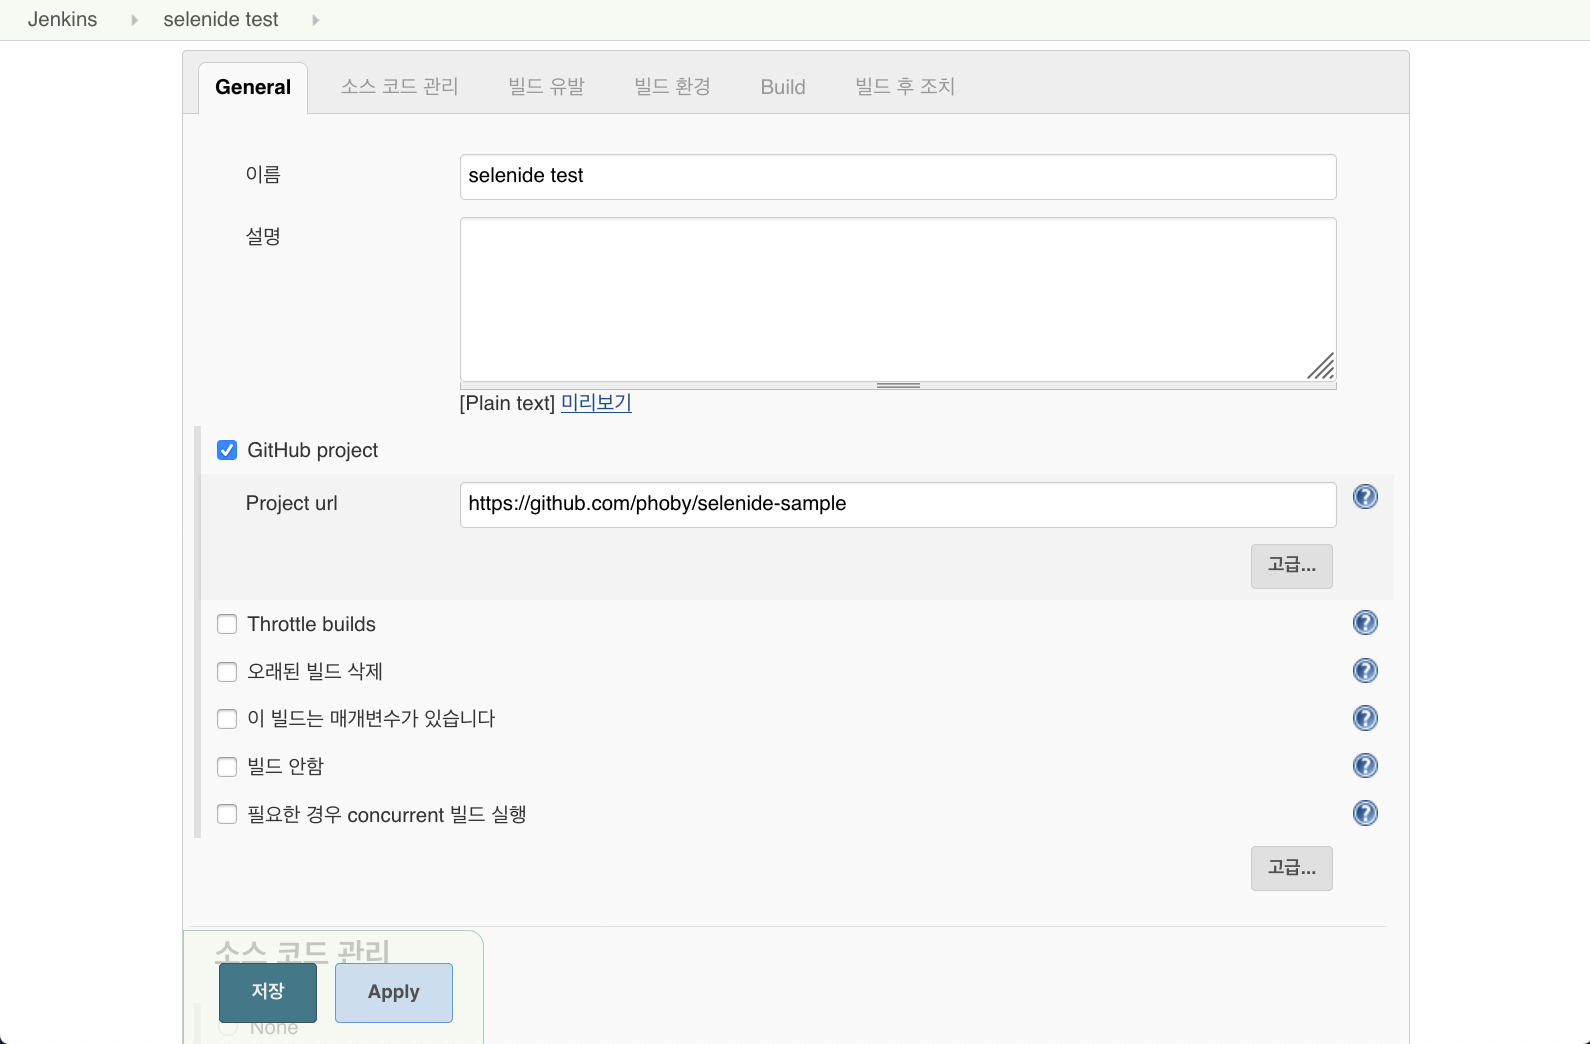 Jenkins selenide test
General 소스 코드 관리 빌드 유발 빌드 환경 Build 빌드 후 조치
이름 selenide test
설명
[Plain text] 미리보기
GitHub project
Project url https://github.com/phoby/selenide-sample
고급...
Throttle builds
오래된 빌드 삭제
이 빌드는 매개변수가 있습니다
빌드 안함
필요한 경우 concurrent 빌드 실행
고급...
소스 코드 관리
저장 Apply
None